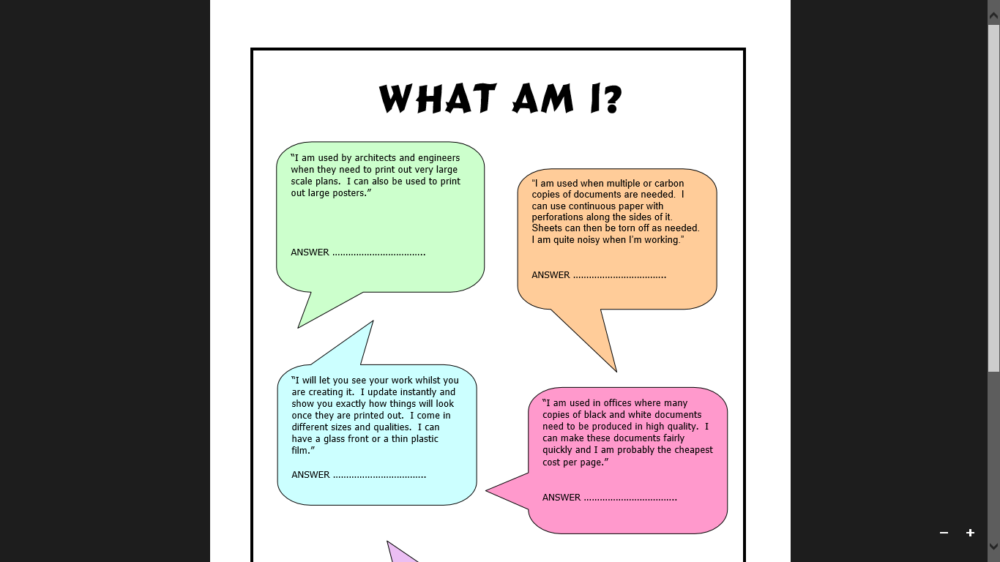 WHAT AM I?
“I am used by architects and engineers
when they need to print out very large
scale plans.  I can also be used to print
out large posters.”
ANSWER ...................................
“I am used when multiple or carbon
copies of documents are needed.  I
can use continuous paper with
perforations along the sides of it.
Sheets can then be torn off as needed.
I am quite noisy when I’m working.”
ANSWER ...................................
“I will let you see your work whilst you
are creating it.  I update instantly and
show you exactly how things will look
once they are printed out.  I come in
different sizes and qualities.  I can
have a glass front or a thin plastic
film.”
ANSWER ...................................
“I am used in offices where many
copies of black and white documents
need to be produced in high quality.  I
can make these documents fairly
quickly and I am probably the cheapest
cost per page.”
ANSWER ...................................